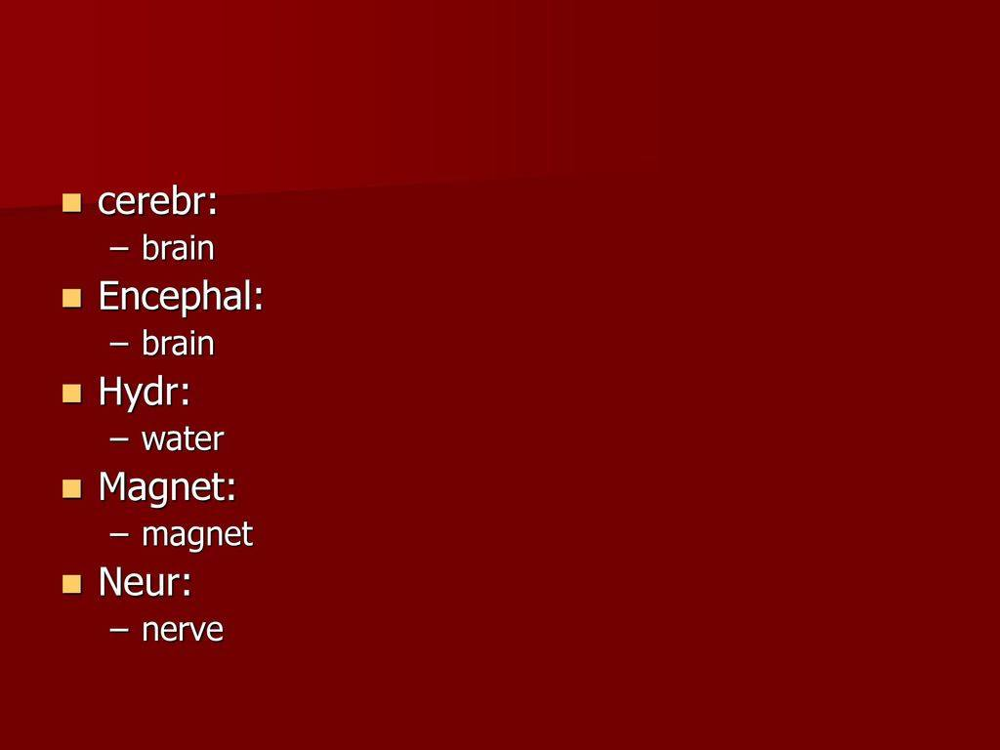 ■ cerebr:
– brain
■ Encephal:
– brain
■ Hydr:
– water
■ Magnet:
– magnet
■ Neur:
– nerve